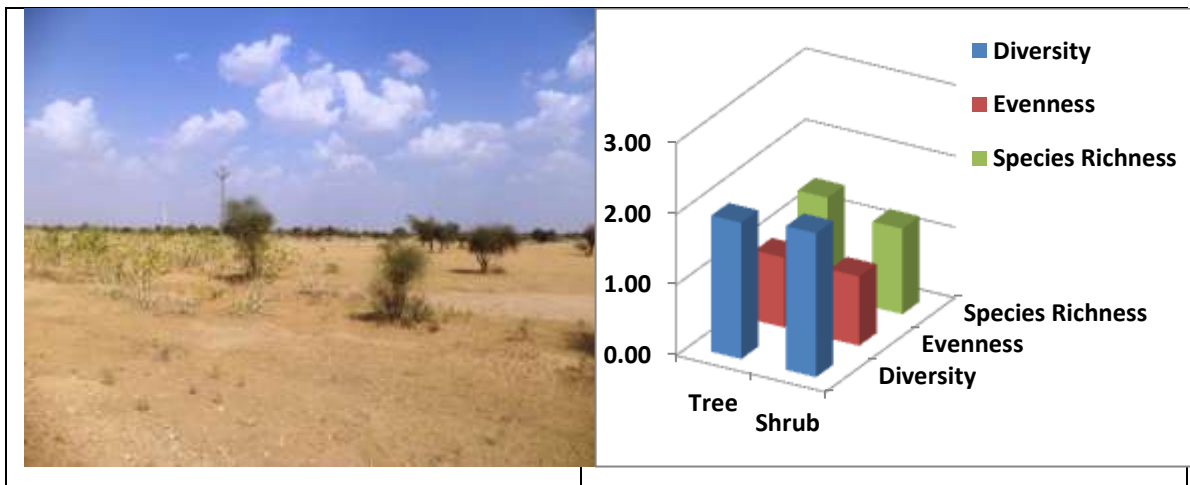 Diversity
Evenness
Species Richness
3.00
2.00
1.00
0.00
Tree
Shrub
Species Richness
Evenness
Diversity